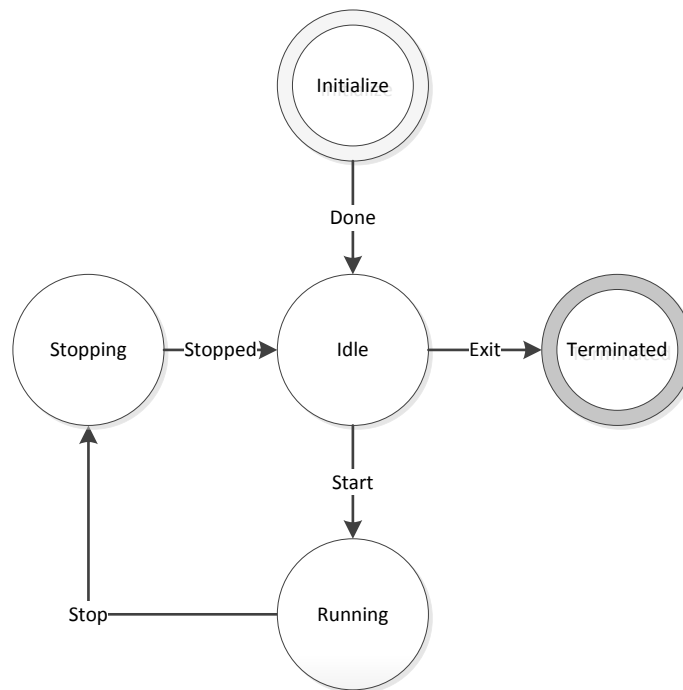 Initialize
Done
Stopping
Stopped
Idle
Exit
Terminated
Start
Stop
Running